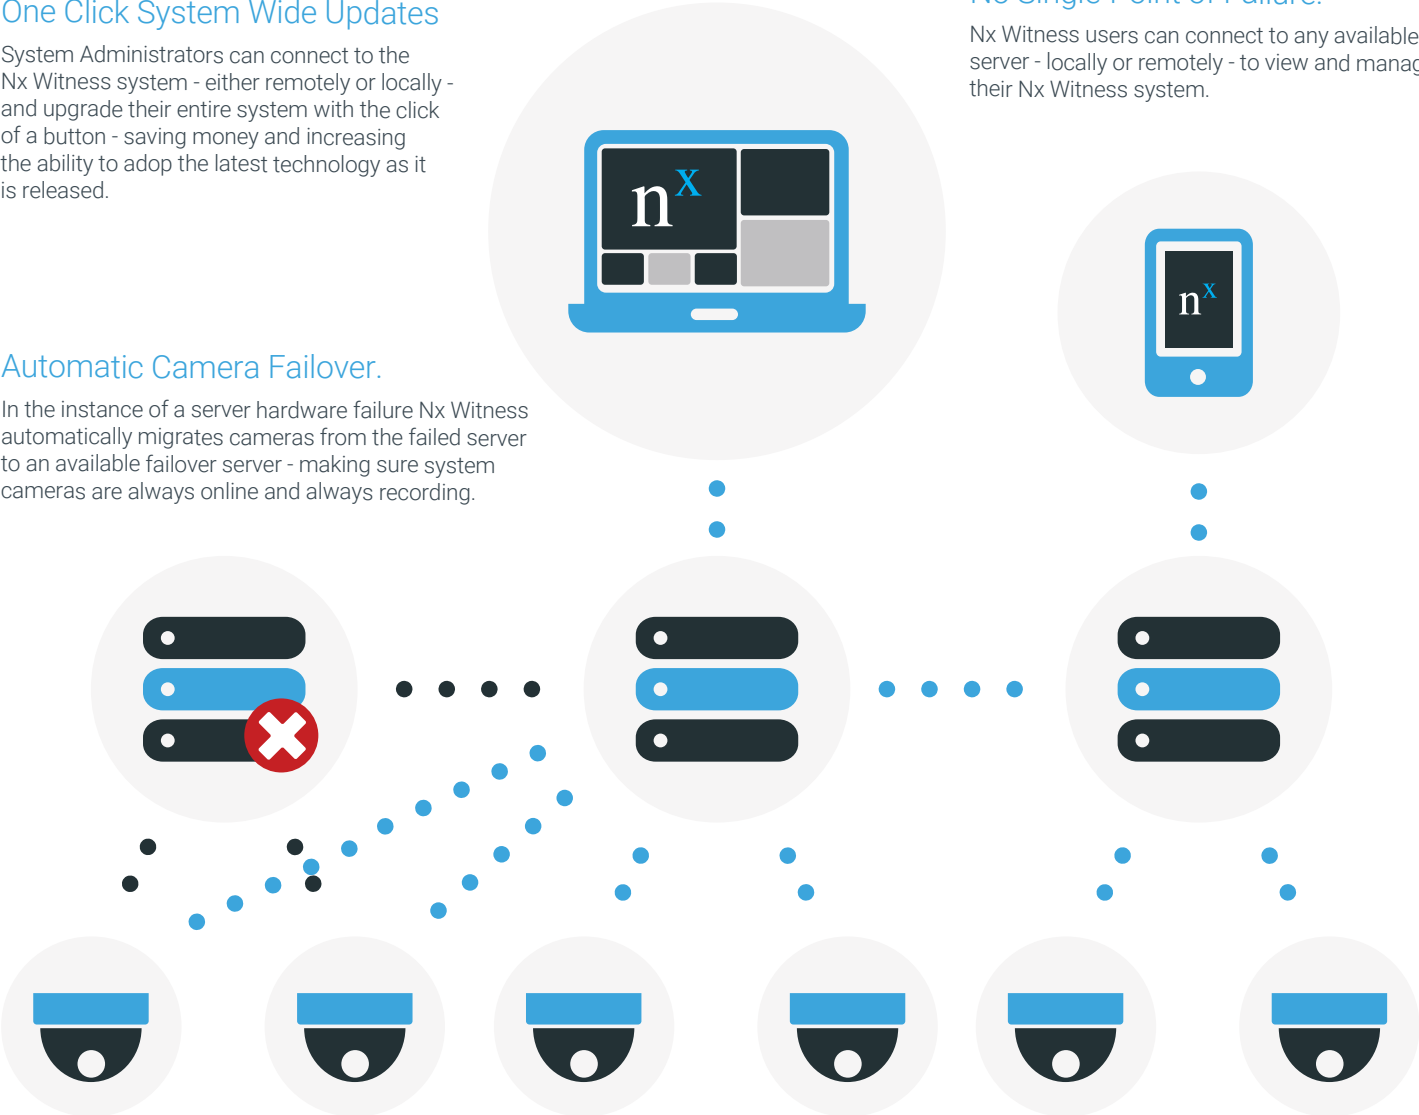 One Click System Wide Updates
System Administrators can connect to the
Nx Witness system - either remotely or locally -
and upgrade their entire system with the click
of a button - saving money and increasing
the ability to adop the latest technology as it
is released.
No Single Point of Failure.
Nx Witness users can connect to any available
server - locally or remotely - to view and manag
their Nx Witness system.
nx
nx
Automatic Camera Failover.
In the instance of a server hardware failure Nx Witness
automatically migrates cameras from the failed server
to an available failover server - making sure system
cameras are always online and always recording.